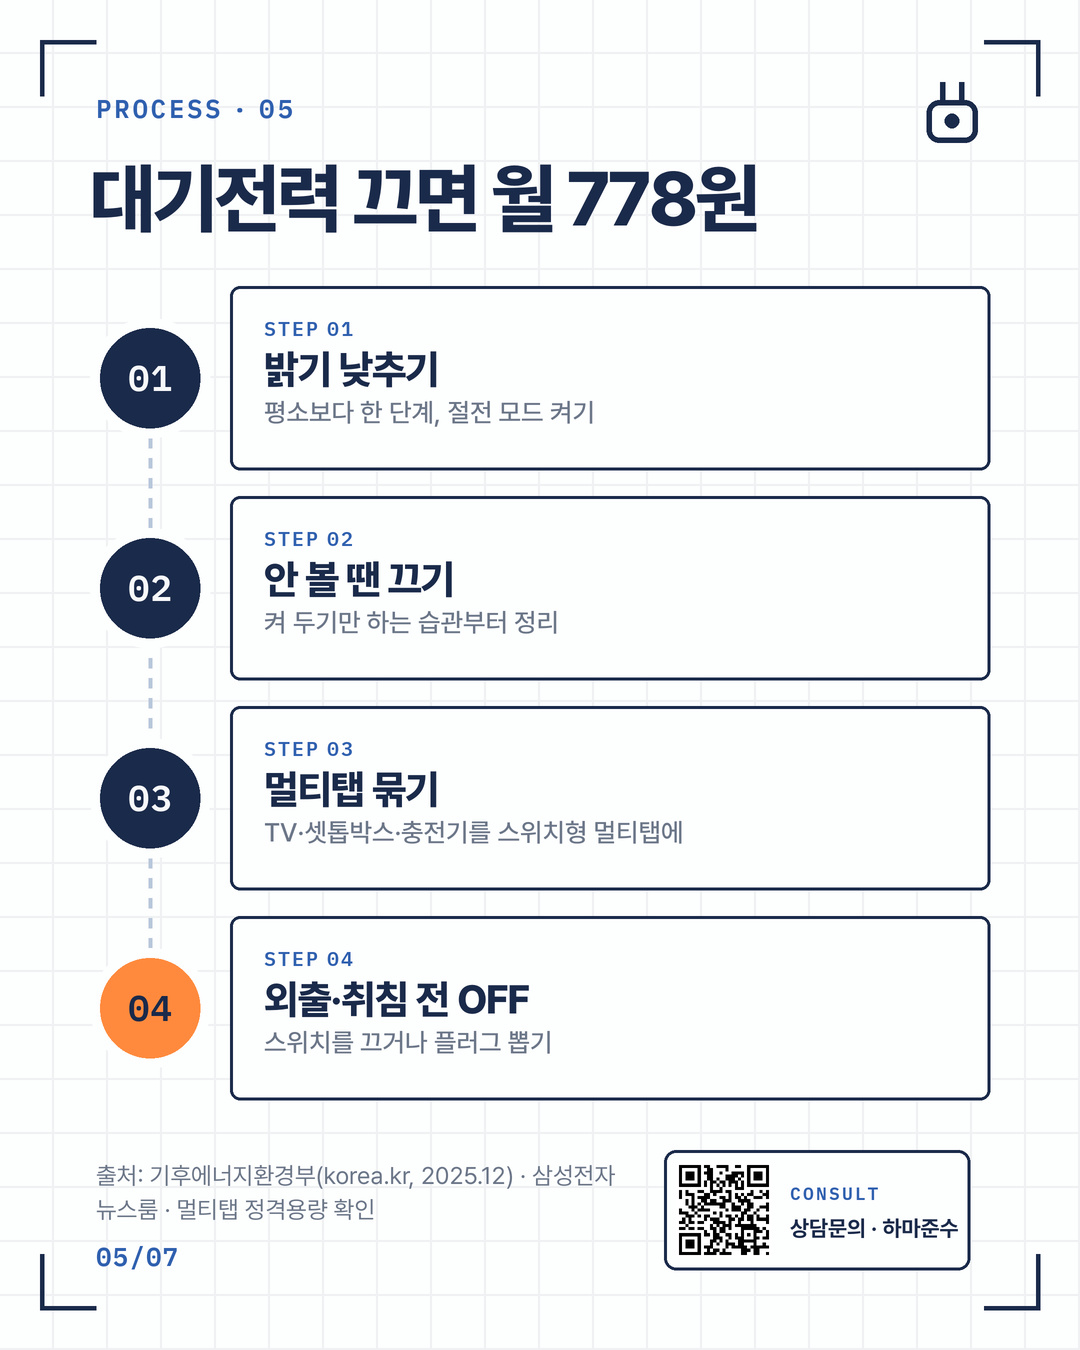 PROCESS · 05
대기전력 끄면 월 778원
01
STEP 01
밝기 낮추기
평소보다 한 단계, 절전 모드 켜기
02
STEP 02
안 볼 땐 끄기
켜 두기만 하는 습관부터 정리
03
STEP 03
멀티탭 묶기
TV·셋톱박스·충전기를 스위치형 멀티탭에
04
STEP 04
외출·취침 전 OFF
스위치를 끄거나 플러그 뽑기
출처: 기후에너지환경부(korea.kr, 2025.12) · 삼성전자
뉴스룸 · 멀티탭 정격용량 확인
05/07
CONSULT
상담문의 · 하마준수